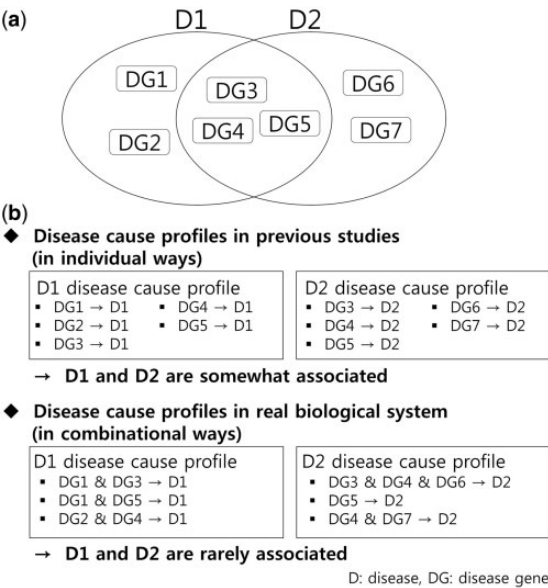 (a)
D1 D2
DG1
DG2
DG3
DG4
DG5
DG6
DG7
(b)
◆ Disease cause profiles in previous studies
(in individual ways)
D1 disease cause profile
▪ DG1 → D1 ▪ DG4 → D1
▪ DG2 → D1 ▪ DG5 → D1
▪ DG3 → D1
D2 disease cause profile
▪ DG3 → D2 ▪ DG6 → D2
▪ DG4 → D2 ▪ DG7 → D2
▪ DG5 → D2
→ D1 and D2 are somewhat associated
◆ Disease cause profiles in real biological system
(in combinational ways)
D1 disease cause profile
▪ DG1 & DG3 → D1
▪ DG1 & DG5 → D1
▪ DG2 & DG4 → D1
D2 disease cause profile
▪ DG3 & DG4 & DG6 → D2
▪ DG5 → D2
▪ DG4 & DG7 → D2
→ D1 and D2 are rarely associated
D: disease, DG: disease gene